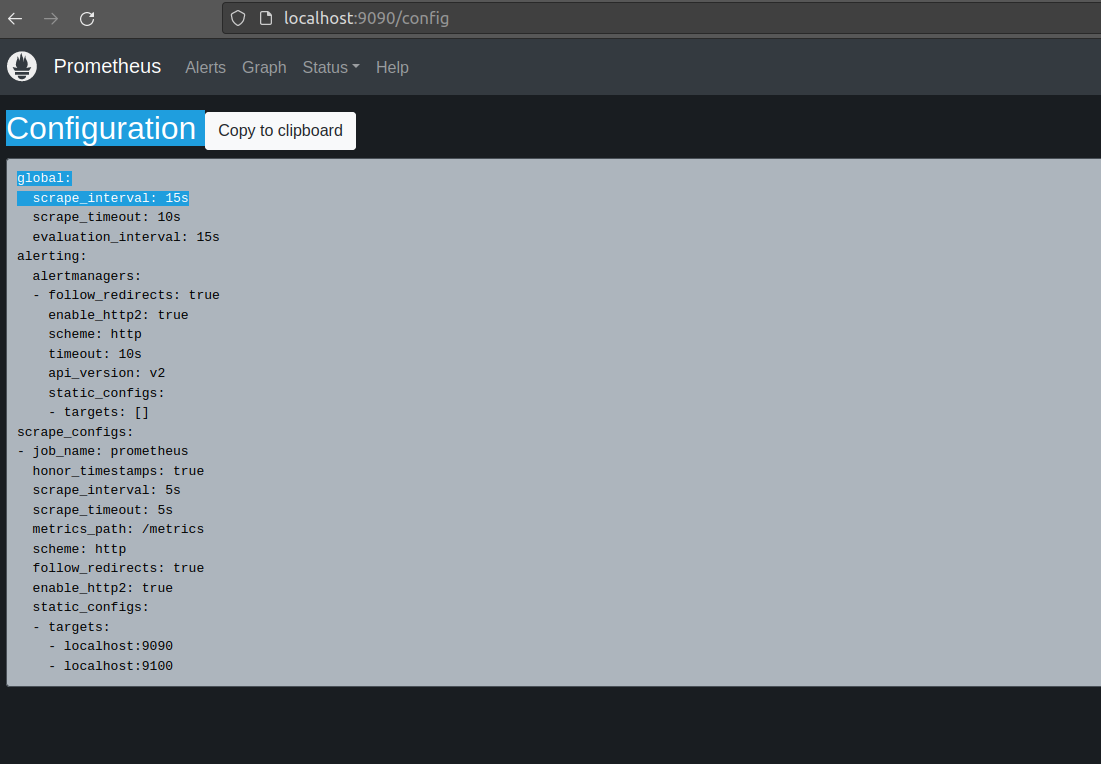 localhost:9090/config
Prometheus Alerts Graph Status Help
Configuration Copy to clipboard
global:
  scrape_interval: 15s
  scrape_timeout: 10s
  evaluation_interval: 15s
alerting:
  alertmanagers:
  - follow_redirects: true
    enable_http2: true
    scheme: http
    timeout: 10s
    api_version: v2
    static_configs:
    - targets: []
scrape_configs:
- job_name: prometheus
  honor_timestamps: true
  scrape_interval: 5s
  scrape_timeout: 5s
  metrics_path: /metrics
  scheme: http
  follow_redirects: true
  enable_http2: true
  static_configs:
  - targets:
    - localhost:9090
    - localhost:9100